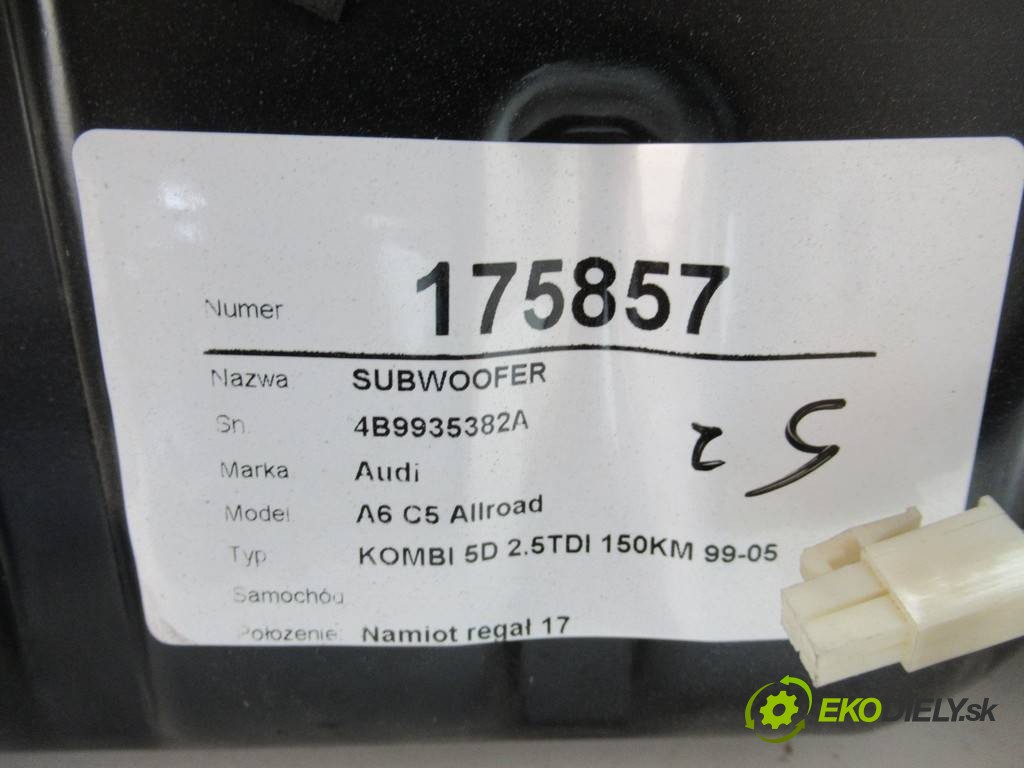 Numer 175857
Nazwa SUBWOOFER
Sn. 4B9935382A
Marka Audi
Model A6 C5 Allroad
Typ KOMBI 5D 2.5TDI 150KM 99-05
Samochód
Położenie: Namiot regał 17
EKODIELY.sk